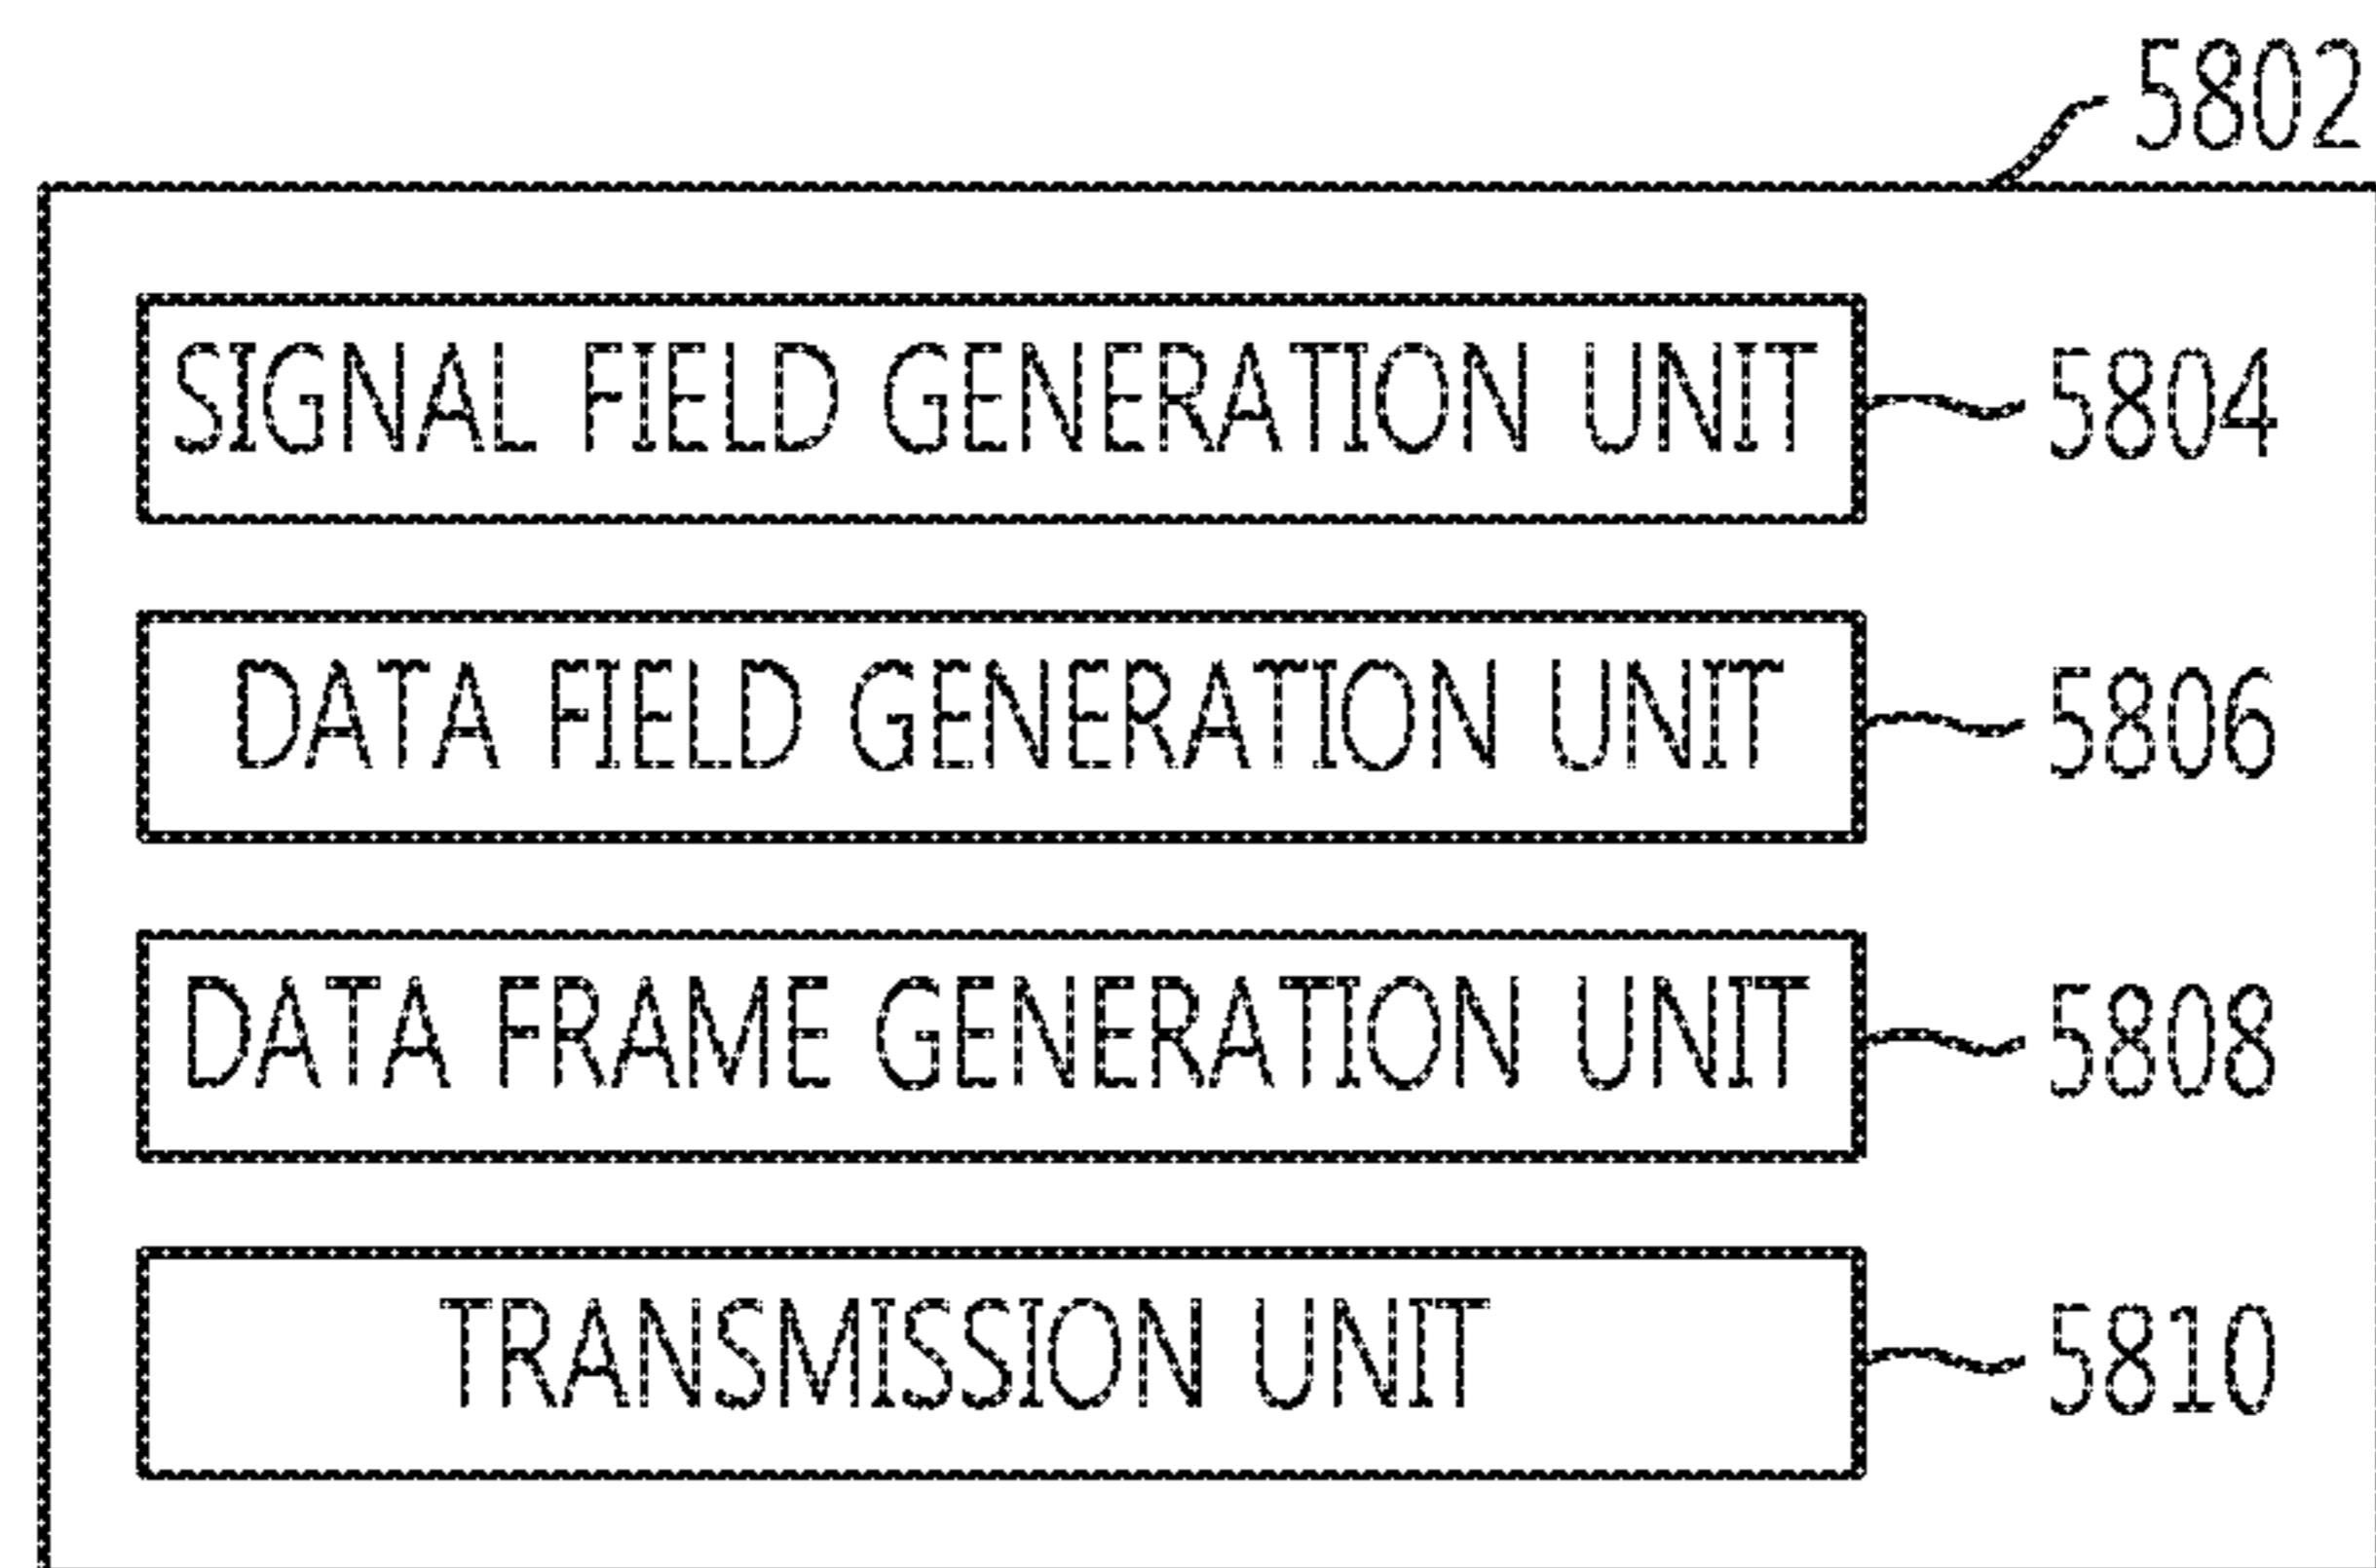 5802
SIGNAL FIELD GENERATION UNIT 5804
DATA FIELD GENERATION UNIT 5806
DATA FRAME GENERATION UNIT 5808
TRANSMISSION UNIT 5810